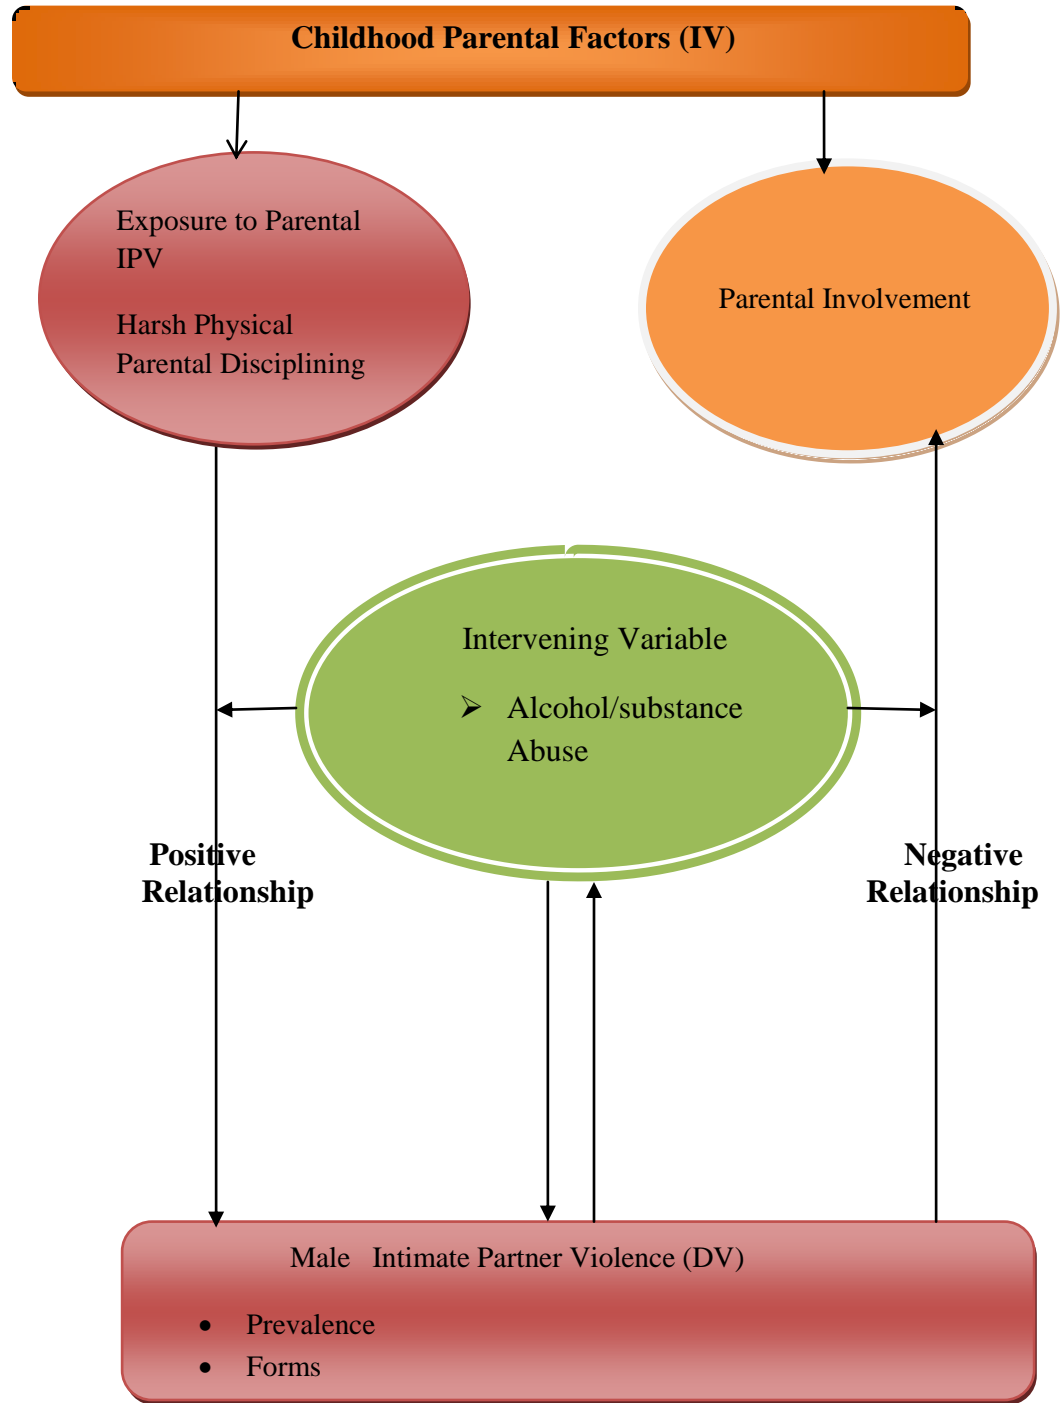 Childhood Parental Factors (IV)
Exposure to Parental
IPV
Harsh Physical
Parental Disciplining
Parental Involvement
Intervening Variable
➢ Alcohol/substance
Abuse
Positive
Relationship
Negative
Relationship
Male Intimate Partner Violence (DV)
• Prevalence
• Forms